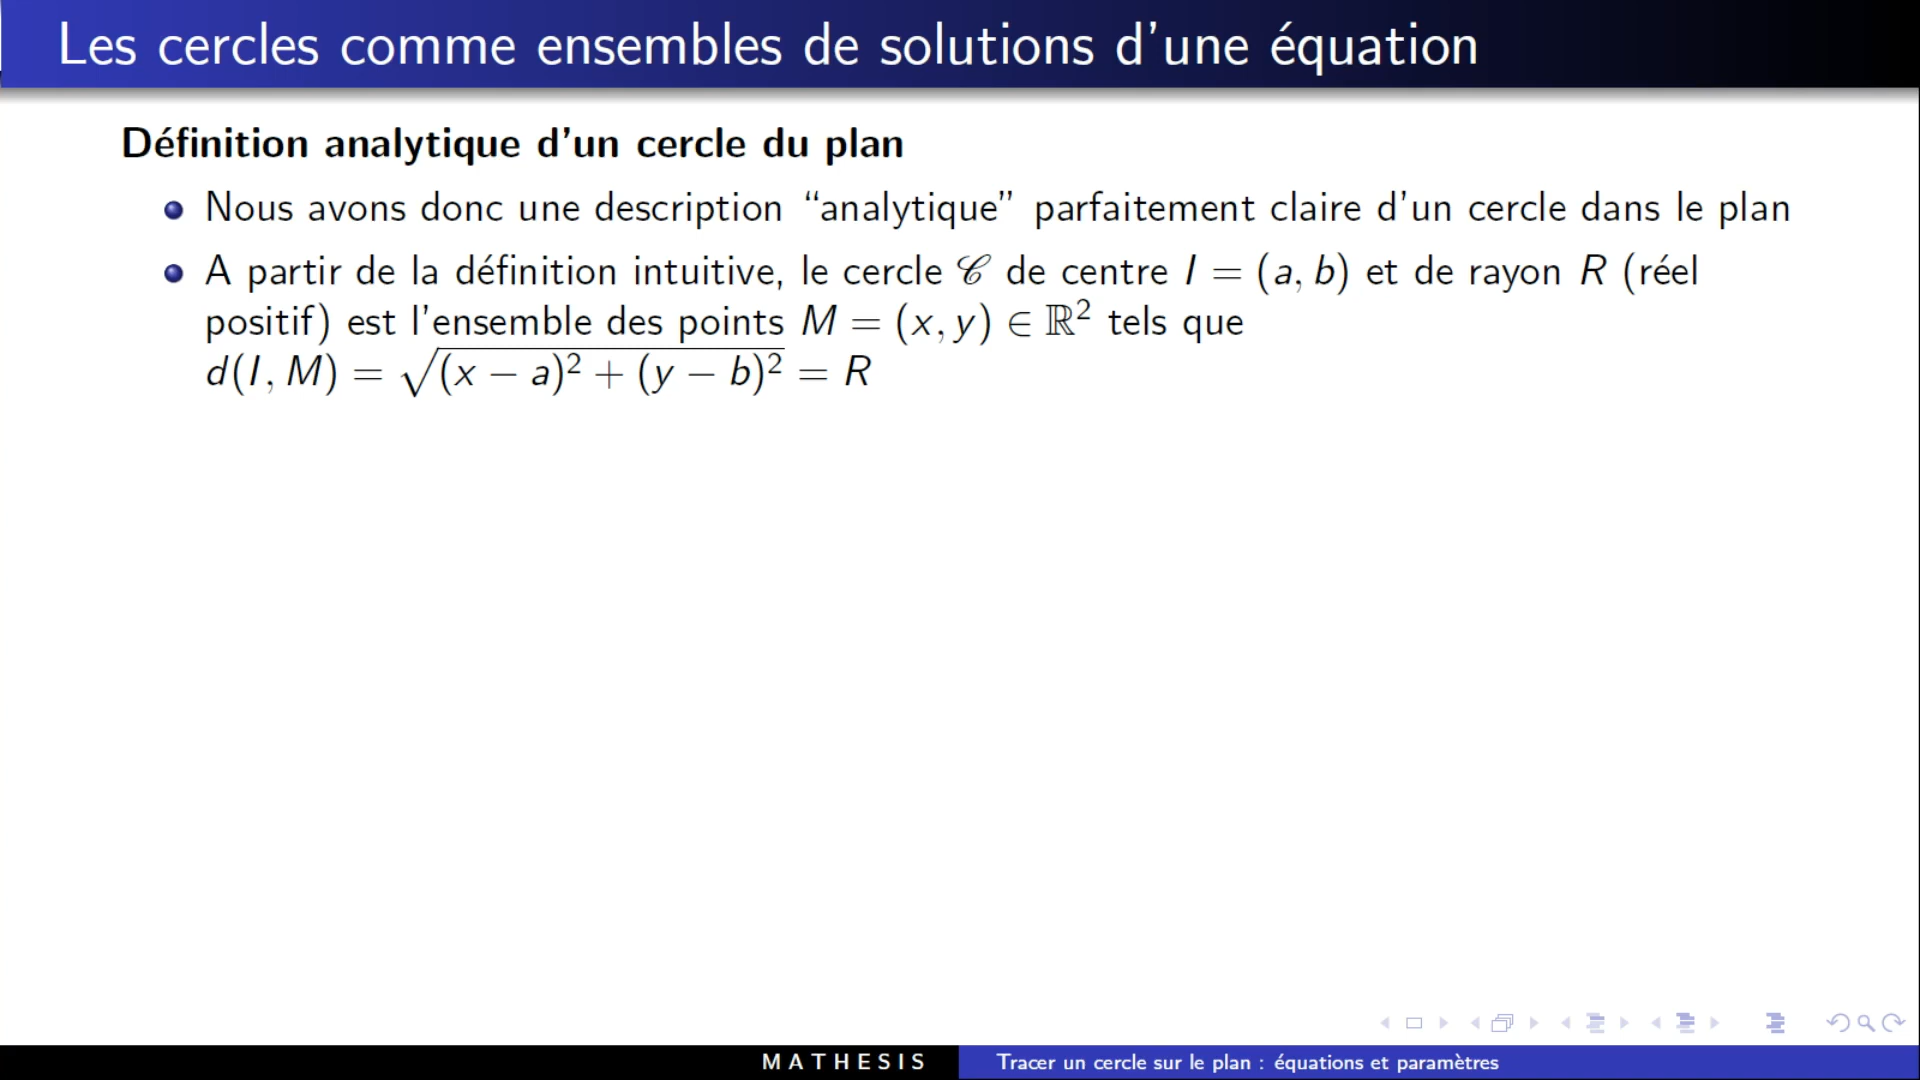 Les cercles comme ensembles de solutions d'une équation
Définition analytique d'un cercle du plan
Nous avons donc une description “analytique” parfaitement claire d'un cercle dans le plan
A partir de la définition intuitive, le cercle 𝒞 de centre I = (a, b) et de rayon R (réel
positif) est l'ensemble des points M = (x, y) ∈ ℝ² tels que
d(I, M) = √((x − a)² + (y − b)²) = R
MATHESIS
Tracer un cercle sur le plan : équations et paramètres